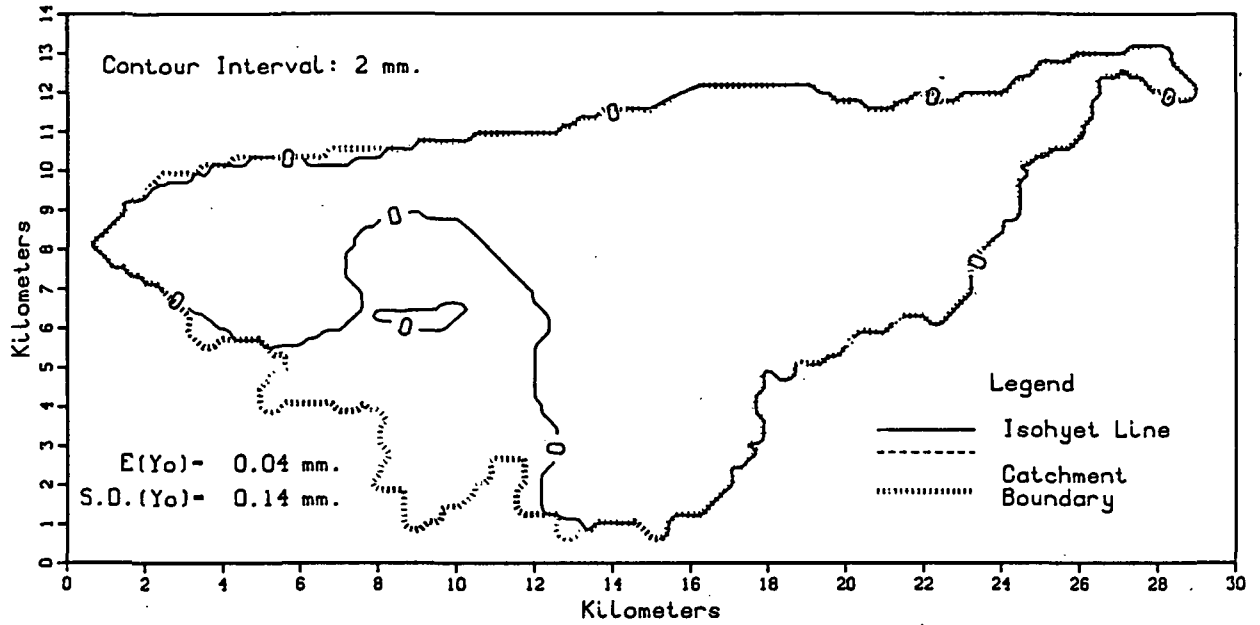 Contour Interval: 2 mm.
14
13
12
11
10
9
8
7
6
5
4
3
2
1
0
Kilometers
0
0
0
0
0
0
0
0
0
0
E(Yo)- 0.04 mm.
S.D.(Yo)- 0.14 mm.
Legend
Isohyet Line
Catchment
Boundary
0 2 4 6 8 10 12 14 16 18 20 22 24 26 28 30
Kilometers